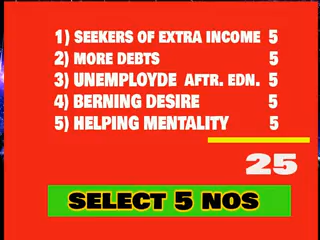 1) SEEKERS OF EXTRA INCOME 5
2) MORE DEBTS 5
3) UNEMPLOYDE AFTR. EDN. 5
4) BERNING DESIRE 5
5) HELPING MENTALITY 5
25
SELECT 5 NOS